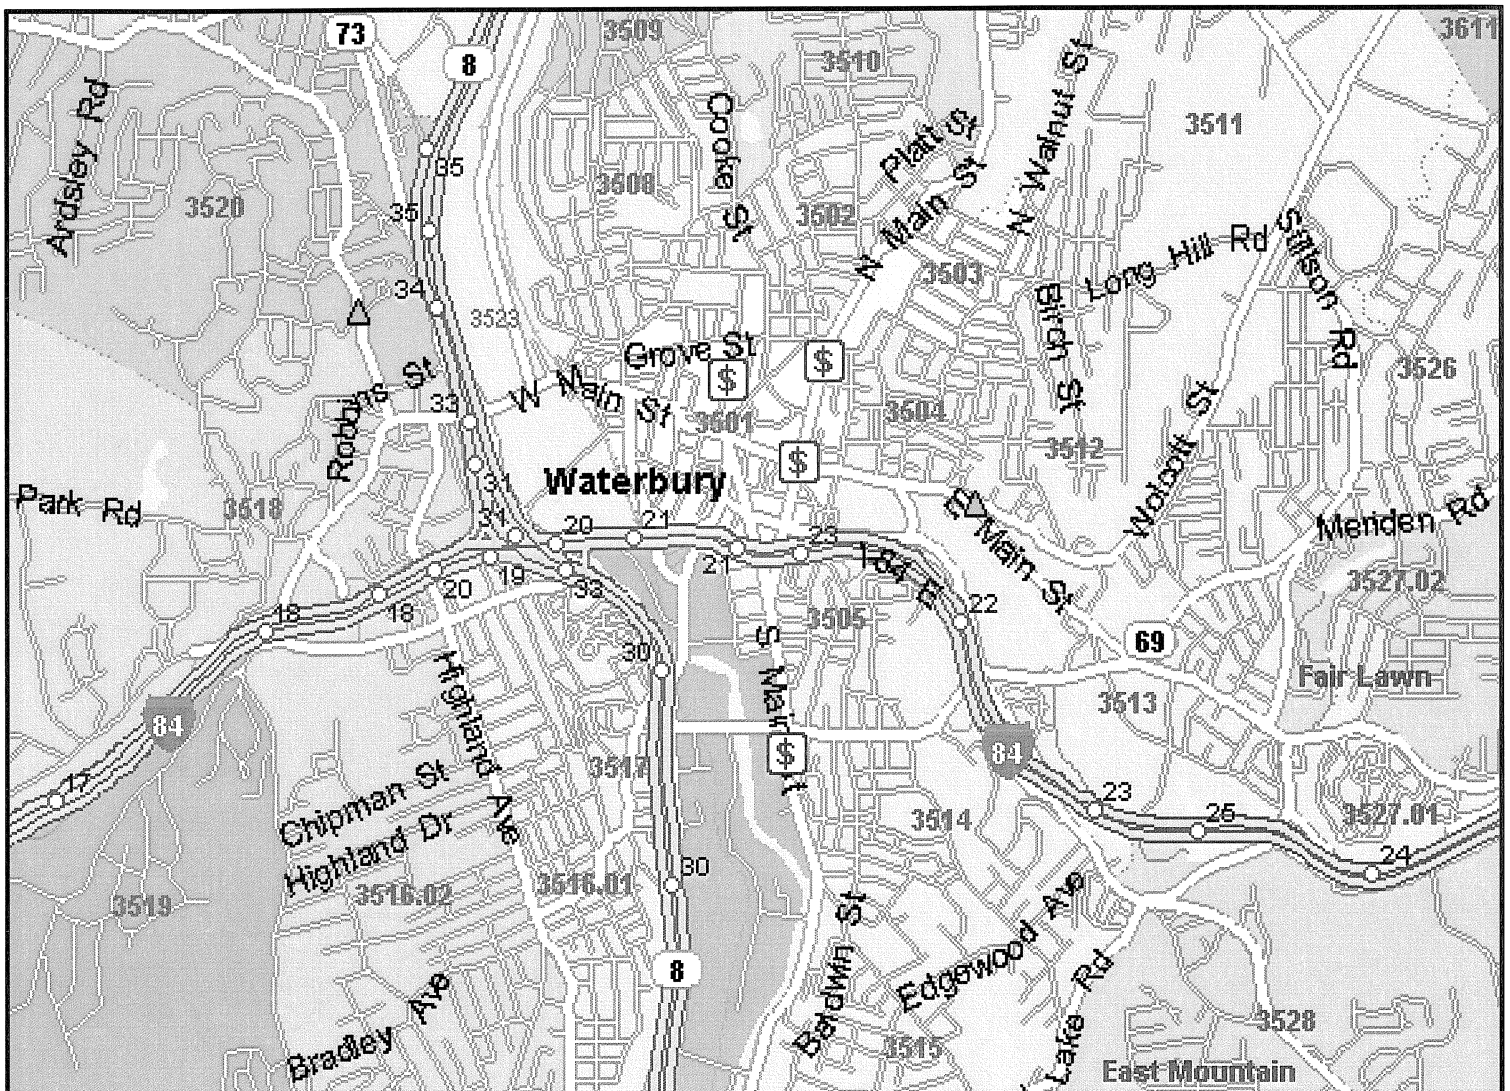 73
8
3509
3510
3611
Ardsley Rd
Cooke St
Platt St
N Walnut St
3511
35
3508
3520
3502
N Main St
35
Long Hill Rd
Stillson Rd
3503
34
3523
Birch St
Grove St
$
$
Robbins St
W Main St
33
3501
3504
3526
Wolcott St
3512
$
Waterbury
31
Park Rd
3518
E Main St
Meriden Rd
31
20
21
23
21
I-84 E
19
33
20
18
18
3527.02
22
3505
S Main St
30
69
Fair Lawn
Highland Ave
3513
84
84
$
3517
17
Chipman St
23
26
3514
3527.01
Highland Dr
24
30
3516.02
3516.01
3519
Baldwin St
Edgewood Ave
8
Lake Rd
Bradley Ave
3528
3515
East Mountain